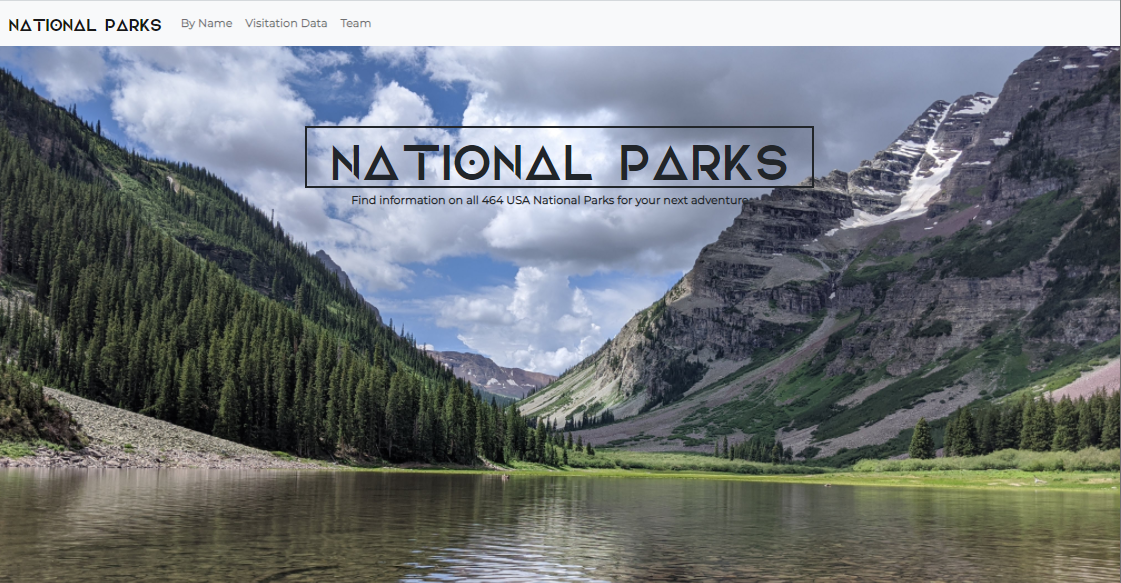 NATIONAL PARKS By Name Visitation Data Team
NATIONAL PARKS
Find information on all 464 USA National Parks for your next adventure.